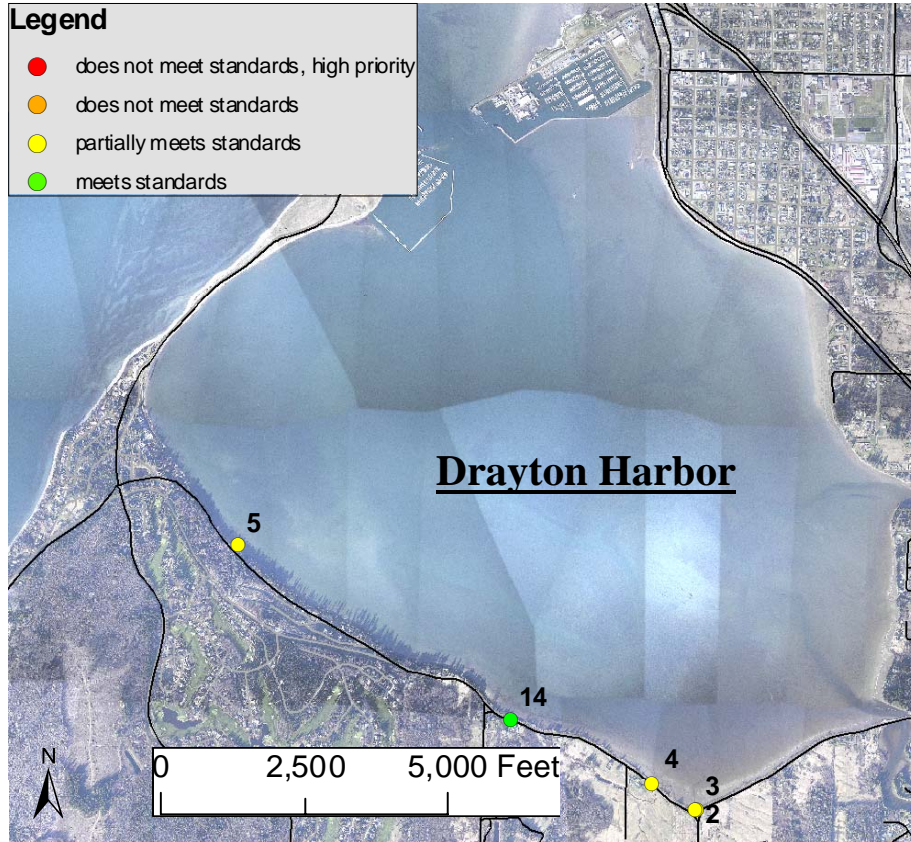 Legend
does not meet standards, high priority
does not meet standards
partially meets standards
meets standards
Drayton Harbor
5
14
4
3
2
N
0 2,500 5,000 Feet